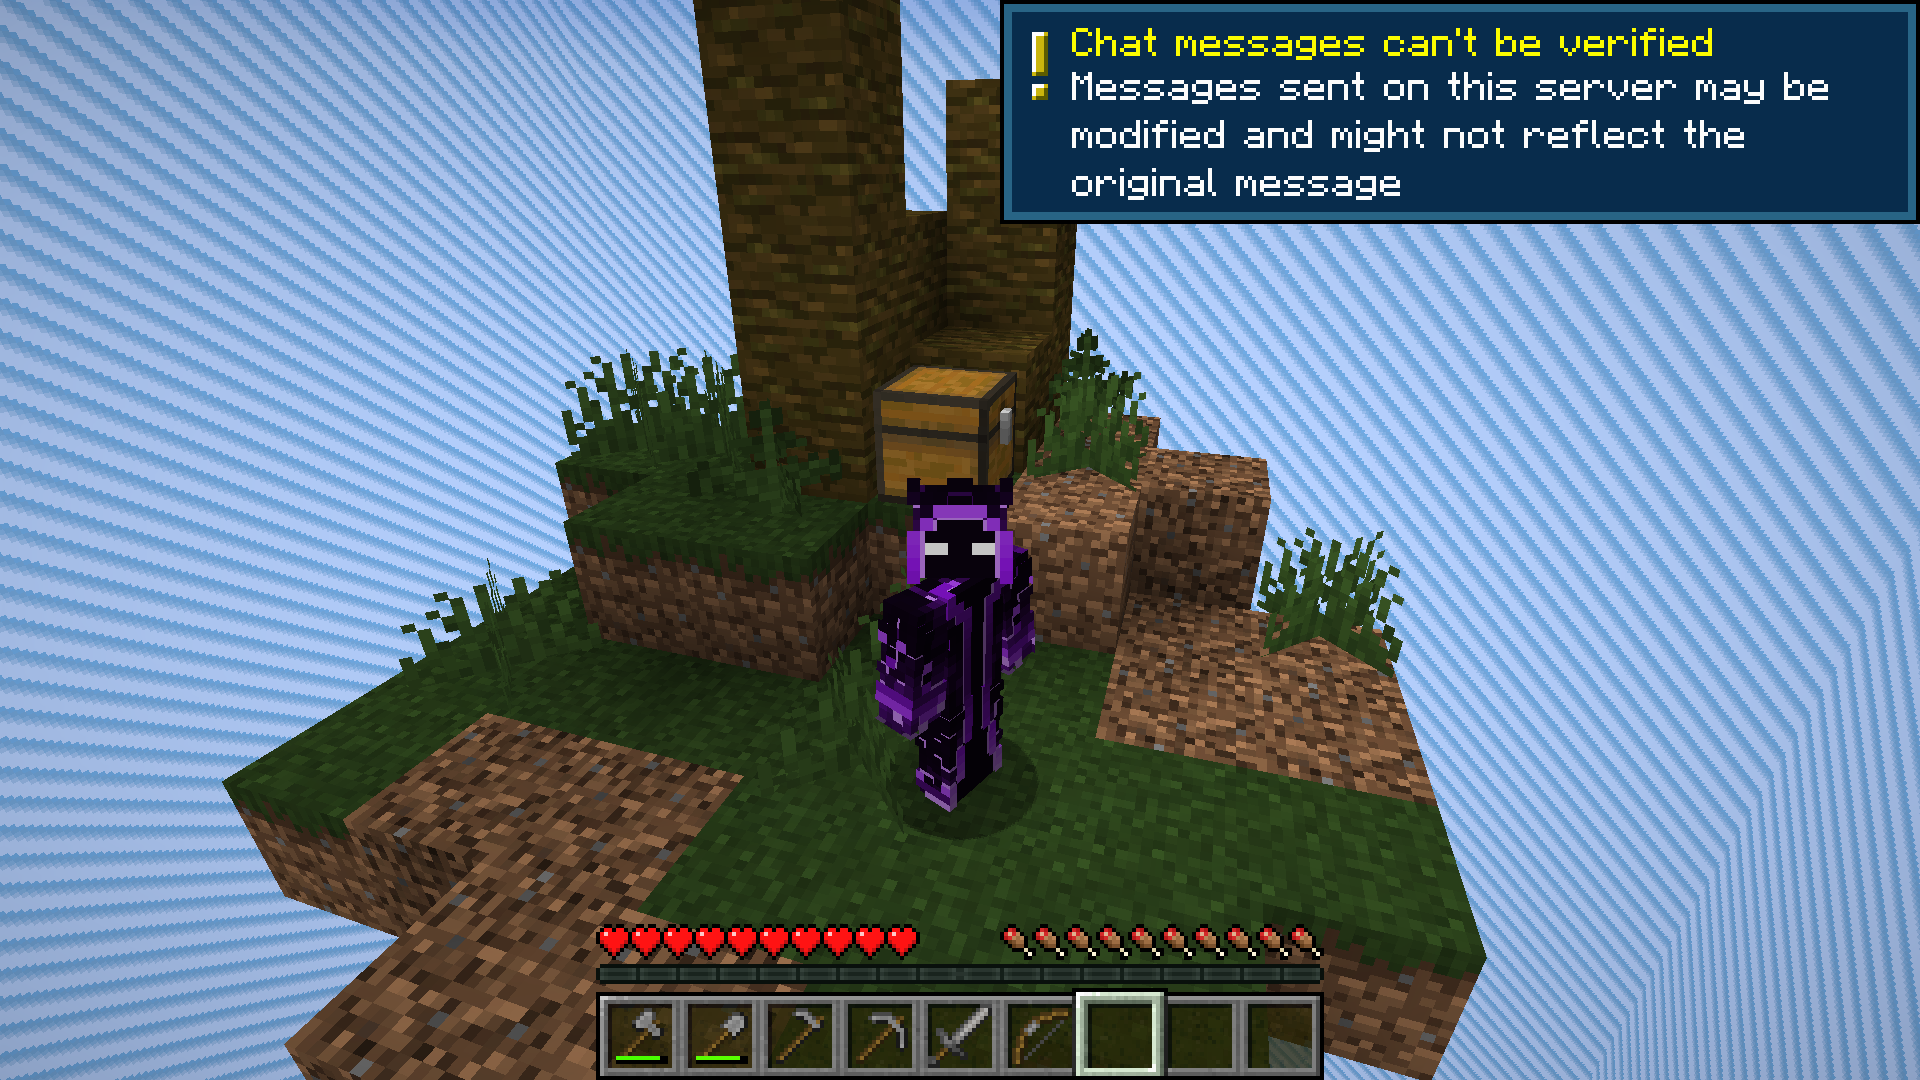 Chat messages can't be verified
Messages sent on this server may be
modified and might not reflect the
original message